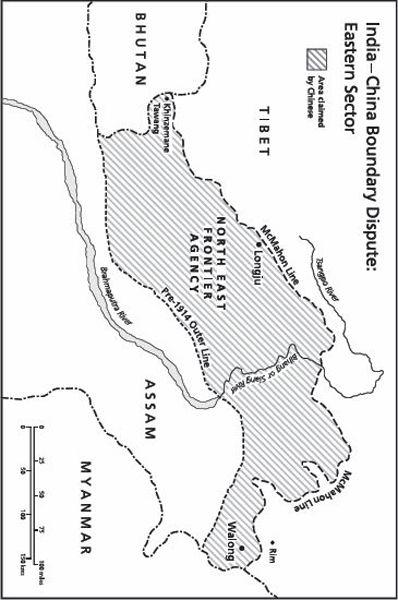 India–China Boundary Dispute:
Eastern Sector
Area claimed
by Chinese
TIBET
BHUTAN
Khinzemane
Tawang
McMahon Line
Longju
Tsangpo River
NORTH EAST
FRONTIER
AGENCY
Pre-1914 Outer Line
Brahmaputra River
Bihang or Siang River
McMahon Line
Rim
Walong
ASSAM
MYANMAR
0 25 50 75 100 miles
0 50 100 150 kms